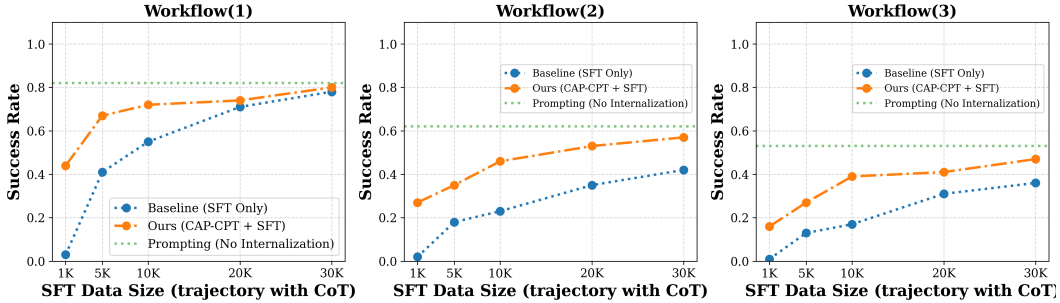 Workflow(1)
Success Rate
1.0
0.8
0.6
0.4
0.2
0.0
Baseline (SFT Only)
Ours (CAP-CPT + SFT)
Prompting (No Internalization)
1K 5K 10K 20K 30K
SFT Data Size (trajectory with CoT)
Workflow(2)
Success Rate
1.0
0.8
0.6
0.4
0.2
0.0
Baseline (SFT Only)
Ours (CAP-CPT + SFT)
Prompting (No Internalization)
1K 5K 10K 20K 30K
SFT Data Size (trajectory with CoT)
Workflow(3)
Success Rate
1.0
0.8
0.6
0.4
0.2
0.0
Baseline (SFT Only)
Ours (CAP-CPT + SFT)
Prompting (No Internalization)
1K 5K 10K 20K 30K
SFT Data Size (trajectory with CoT)